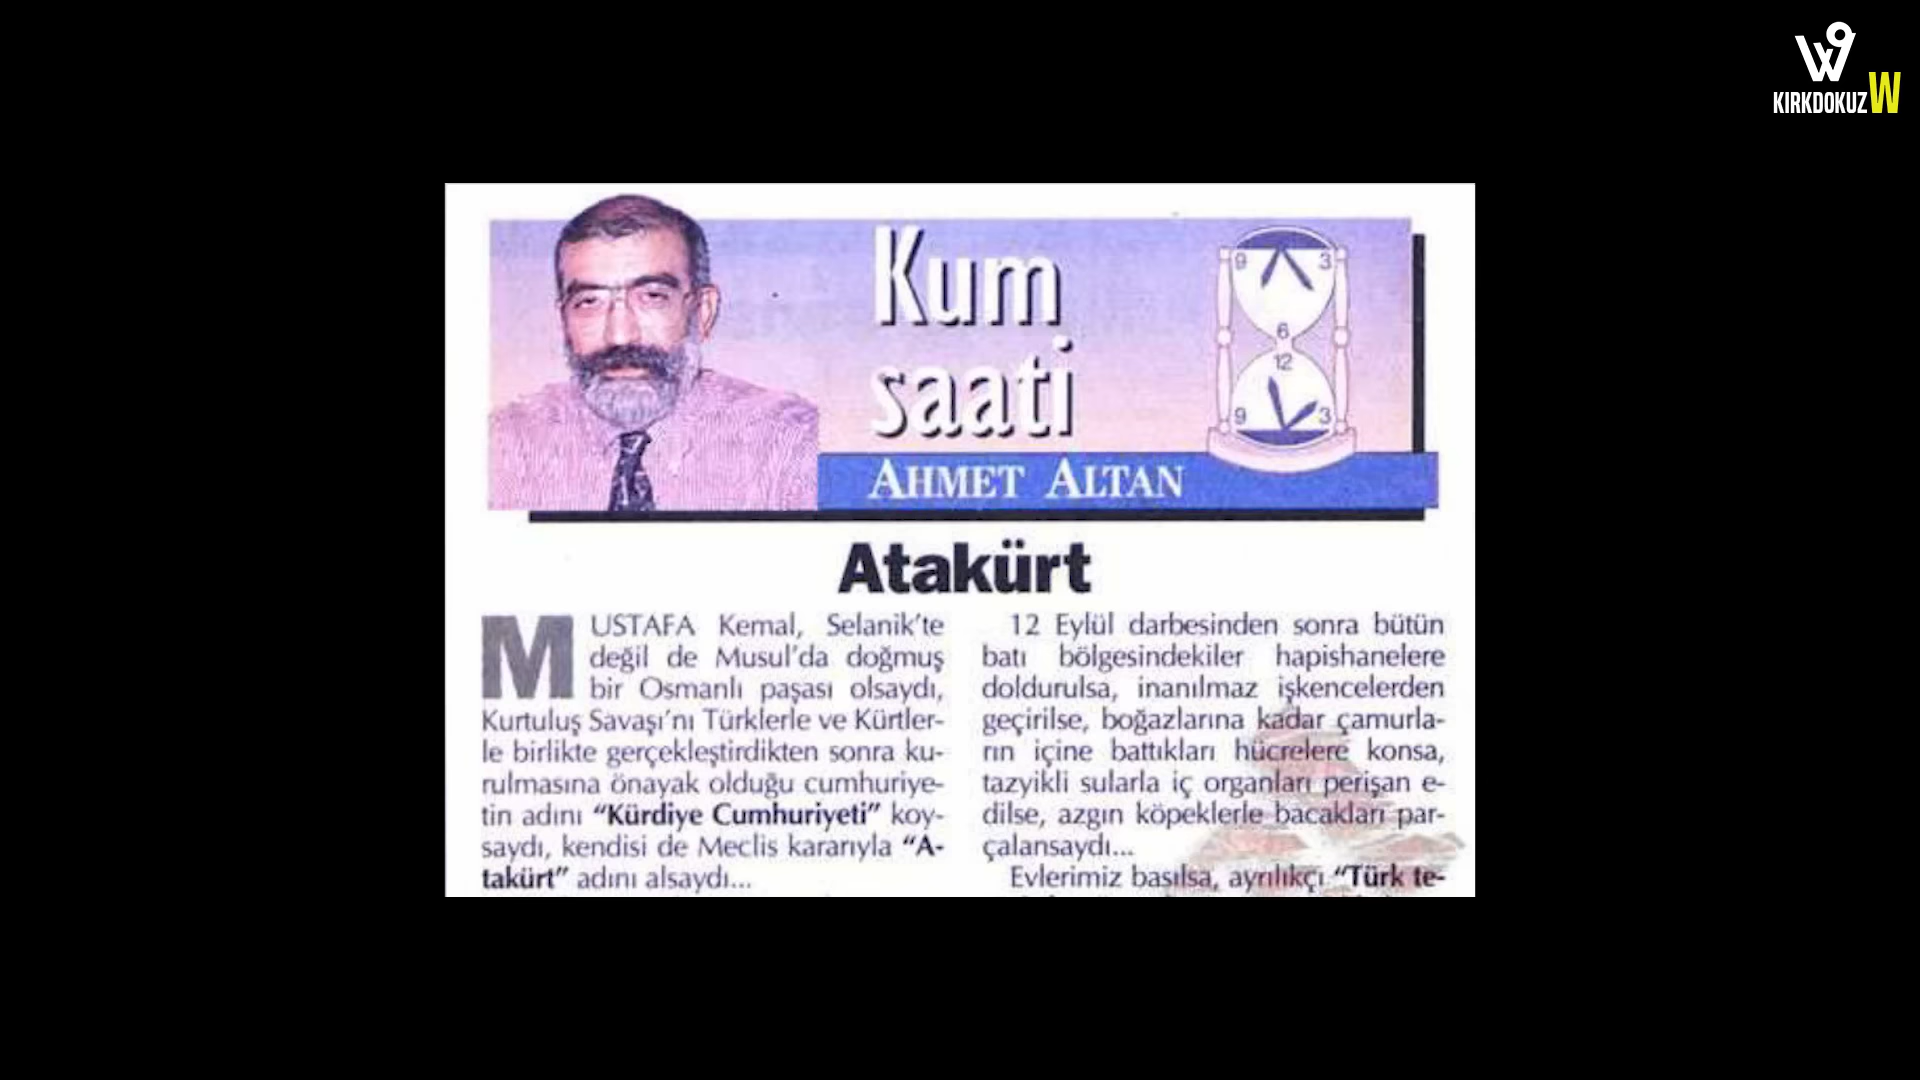 W9
KIRKDOKUZ W
Kum
saati
9 3
6
12
9 3
AHMET ALTAN
Atakürt
MUSTAFA Kemal, Selanik'te
değil de Musul'da doğmuş
bir Osmanlı paşası olsaydı,
Kurtuluş Savaşı'nı Türklerle ve Kürtler-
le birlikte gerçekleştirdikten sonra ku-
rulmasına önayak olduğu cumhuriye-
tin adını “Kürdiye Cumhuriyeti” koy-
saydı, kendisi de Meclis kararıyla “A-
takürt” adını alsaydı...
12 Eylül darbesinden sonra bütün
batı bölgesindekiler hapishanelere
doldurulsa, inanılmaz işkencelerden
geçirilse, boğazlarına kadar çamurla-
rın içine battıkları hücrelere konsa,
tazyikli sularla iç organları perişan e-
dilse, azgın köpeklerle bacakları par-
çalansaydı...
Evlerimiz basılsa, ayrılıkçı “Türk te-